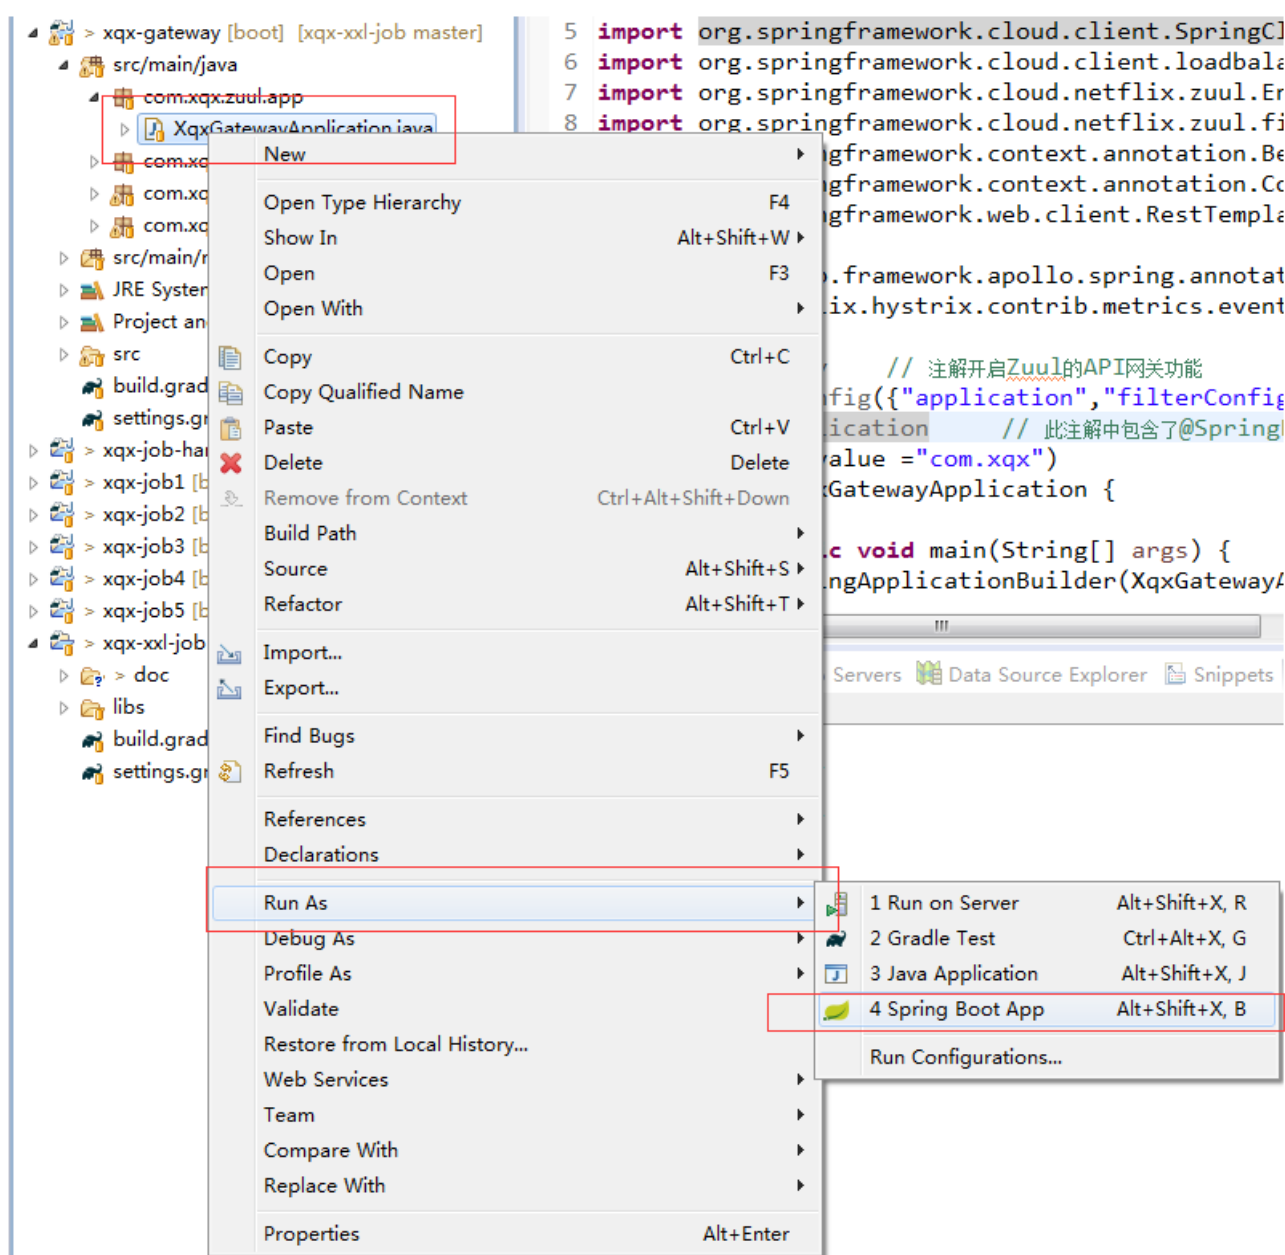 > xqx-gateway [boot] [xqx-xxl-job master]
src/main/java
com.xqx.zuul.app
XqxGatewayApplication.java
com.xq
com.xq
com.xq
src/main/r
JRE System
Project an
src
build.grad
settings.gr
> xqx-job-har
> xqx-job1 [b
> xqx-job2 [b
> xqx-job3 [b
> xqx-job4 [b
> xqx-job5 [b
> xqx-xxl-job
> doc
libs
build.grad
settings.gr
5 import org.springframework.cloud.client.SpringCl
6 import org.springframework.cloud.client.loadbala
7 import org.springframework.cloud.netflix.zuul.En
8 import org.springframework.cloud.netflix.zuul.fi
ngframework.context.annotation.Be
ngframework.context.annotation.Co
ngframework.web.client.RestTempla
.framework.apollo.spring.annotat
ix.hystrix.contrib.metrics.event
// 注解开启Zuul的API网关功能
fig({"application","filterConfig
ication // 此注解中包含了@Spring
value ="com.xqx")
GatewayApplication {
c void main(String[] args) {
ngApplicationBuilder(XqxGatewayA
Servers Data Source Explorer Snippets
New
Open Type Hierarchy F4
Show In Alt+Shift+W
Open F3
Open With
Copy Ctrl+C
Copy Qualified Name
Paste Ctrl+V
Delete Delete
Remove from Context Ctrl+Alt+Shift+Down
Build Path
Source Alt+Shift+S
Refactor Alt+Shift+T
Import...
Export...
Find Bugs
Refresh F5
References
Declarations
Run As
Debug As
Profile As
Validate
Restore from Local History...
Web Services
Team
Compare With
Replace With
Properties Alt+Enter
1 Run on Server Alt+Shift+X, R
2 Gradle Test Ctrl+Alt+X, G
3 Java Application Alt+Shift+X, J
4 Spring Boot App Alt+Shift+X, B
Run Configurations...